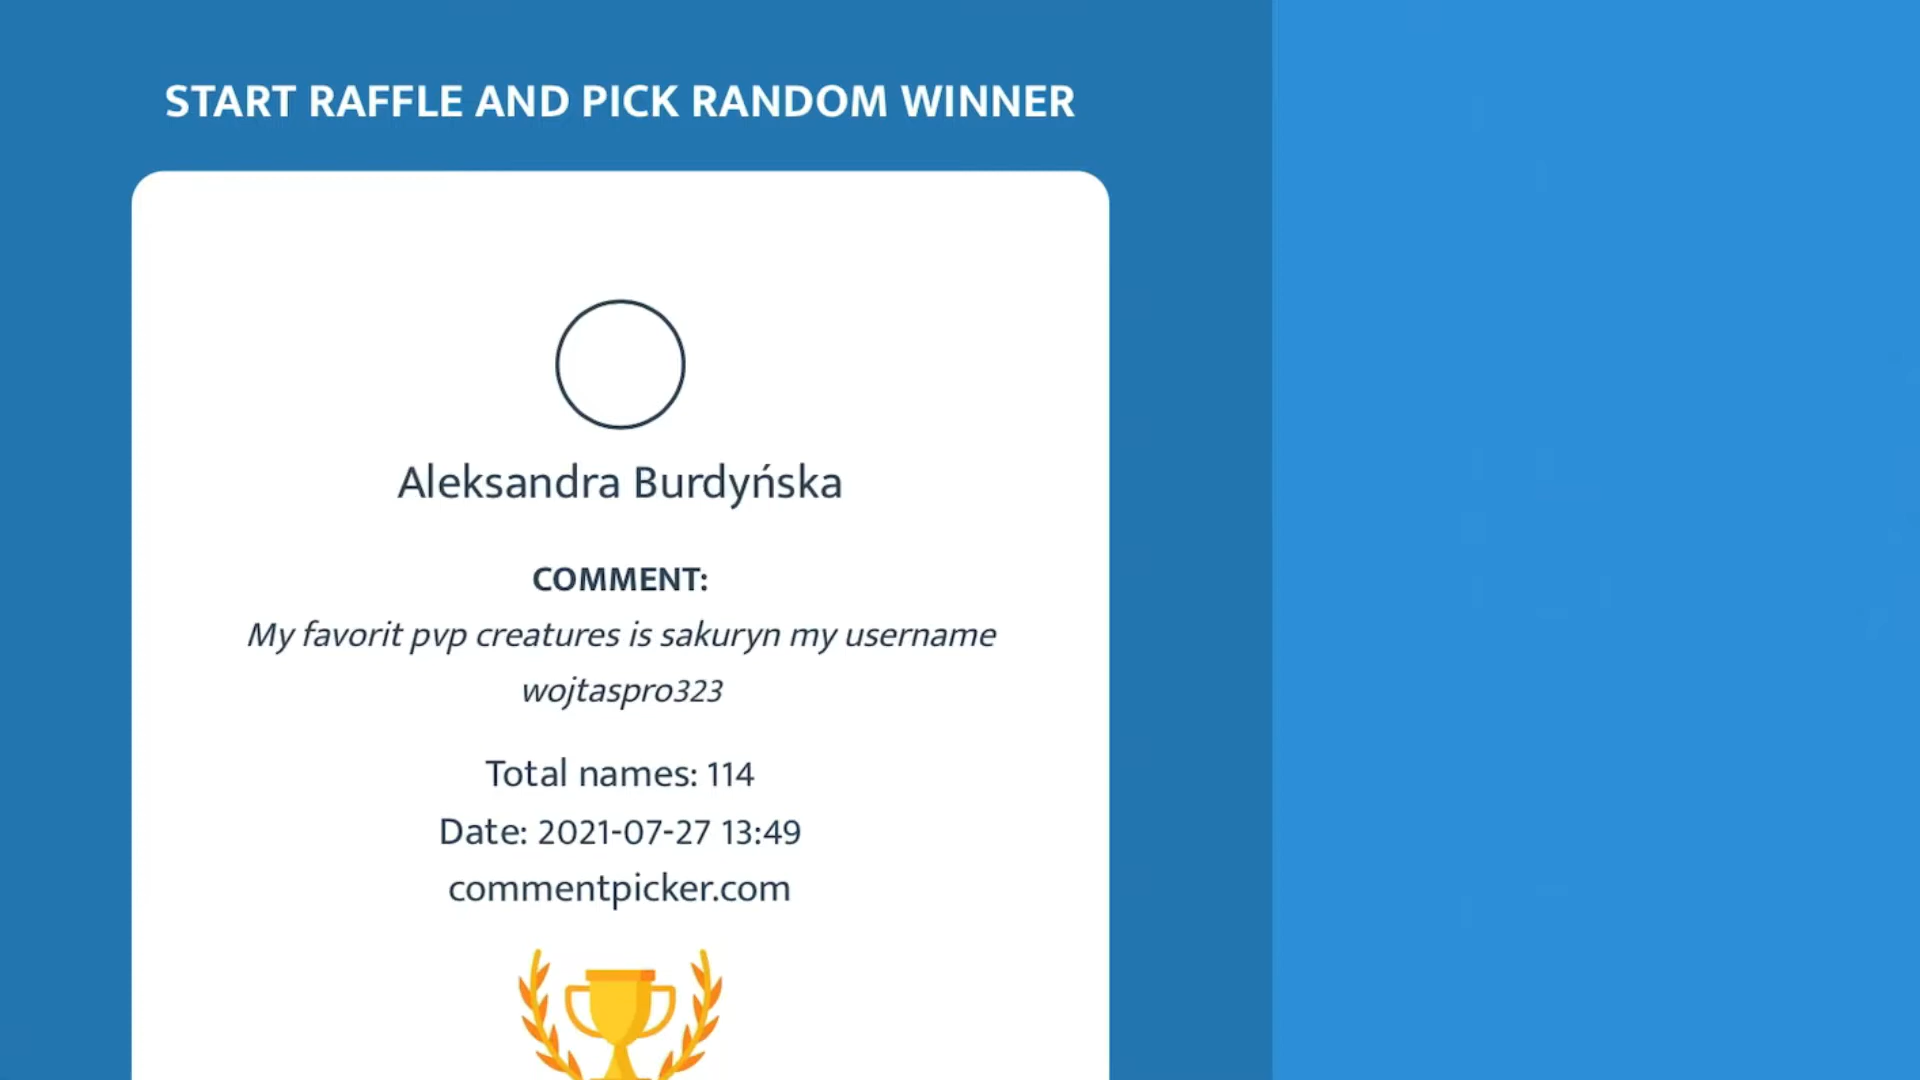 START RAFFLE AND PICK RANDOM WINNER
Aleksandra Burdyńska
COMMENT:
My favorit pvp creatures is sakuryn my username
wojtaspro323
Total names: 114
Date: 2021-07-27 13:49
commentpicker.com